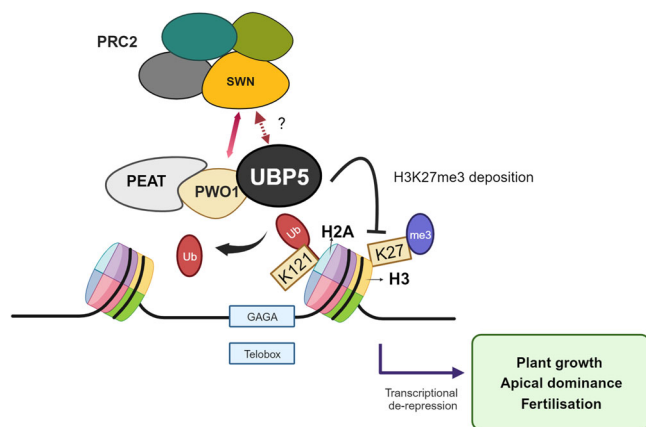 PRC2
SWN
?
PEAT
PWO1
UBP5
H3K27me3 deposition
Ub
H2A
me3
K27
Ub
K121
H3
GAGA
Telobox
Transcriptional
de-repression
Plant growth
Apical dominance
Fertilisation